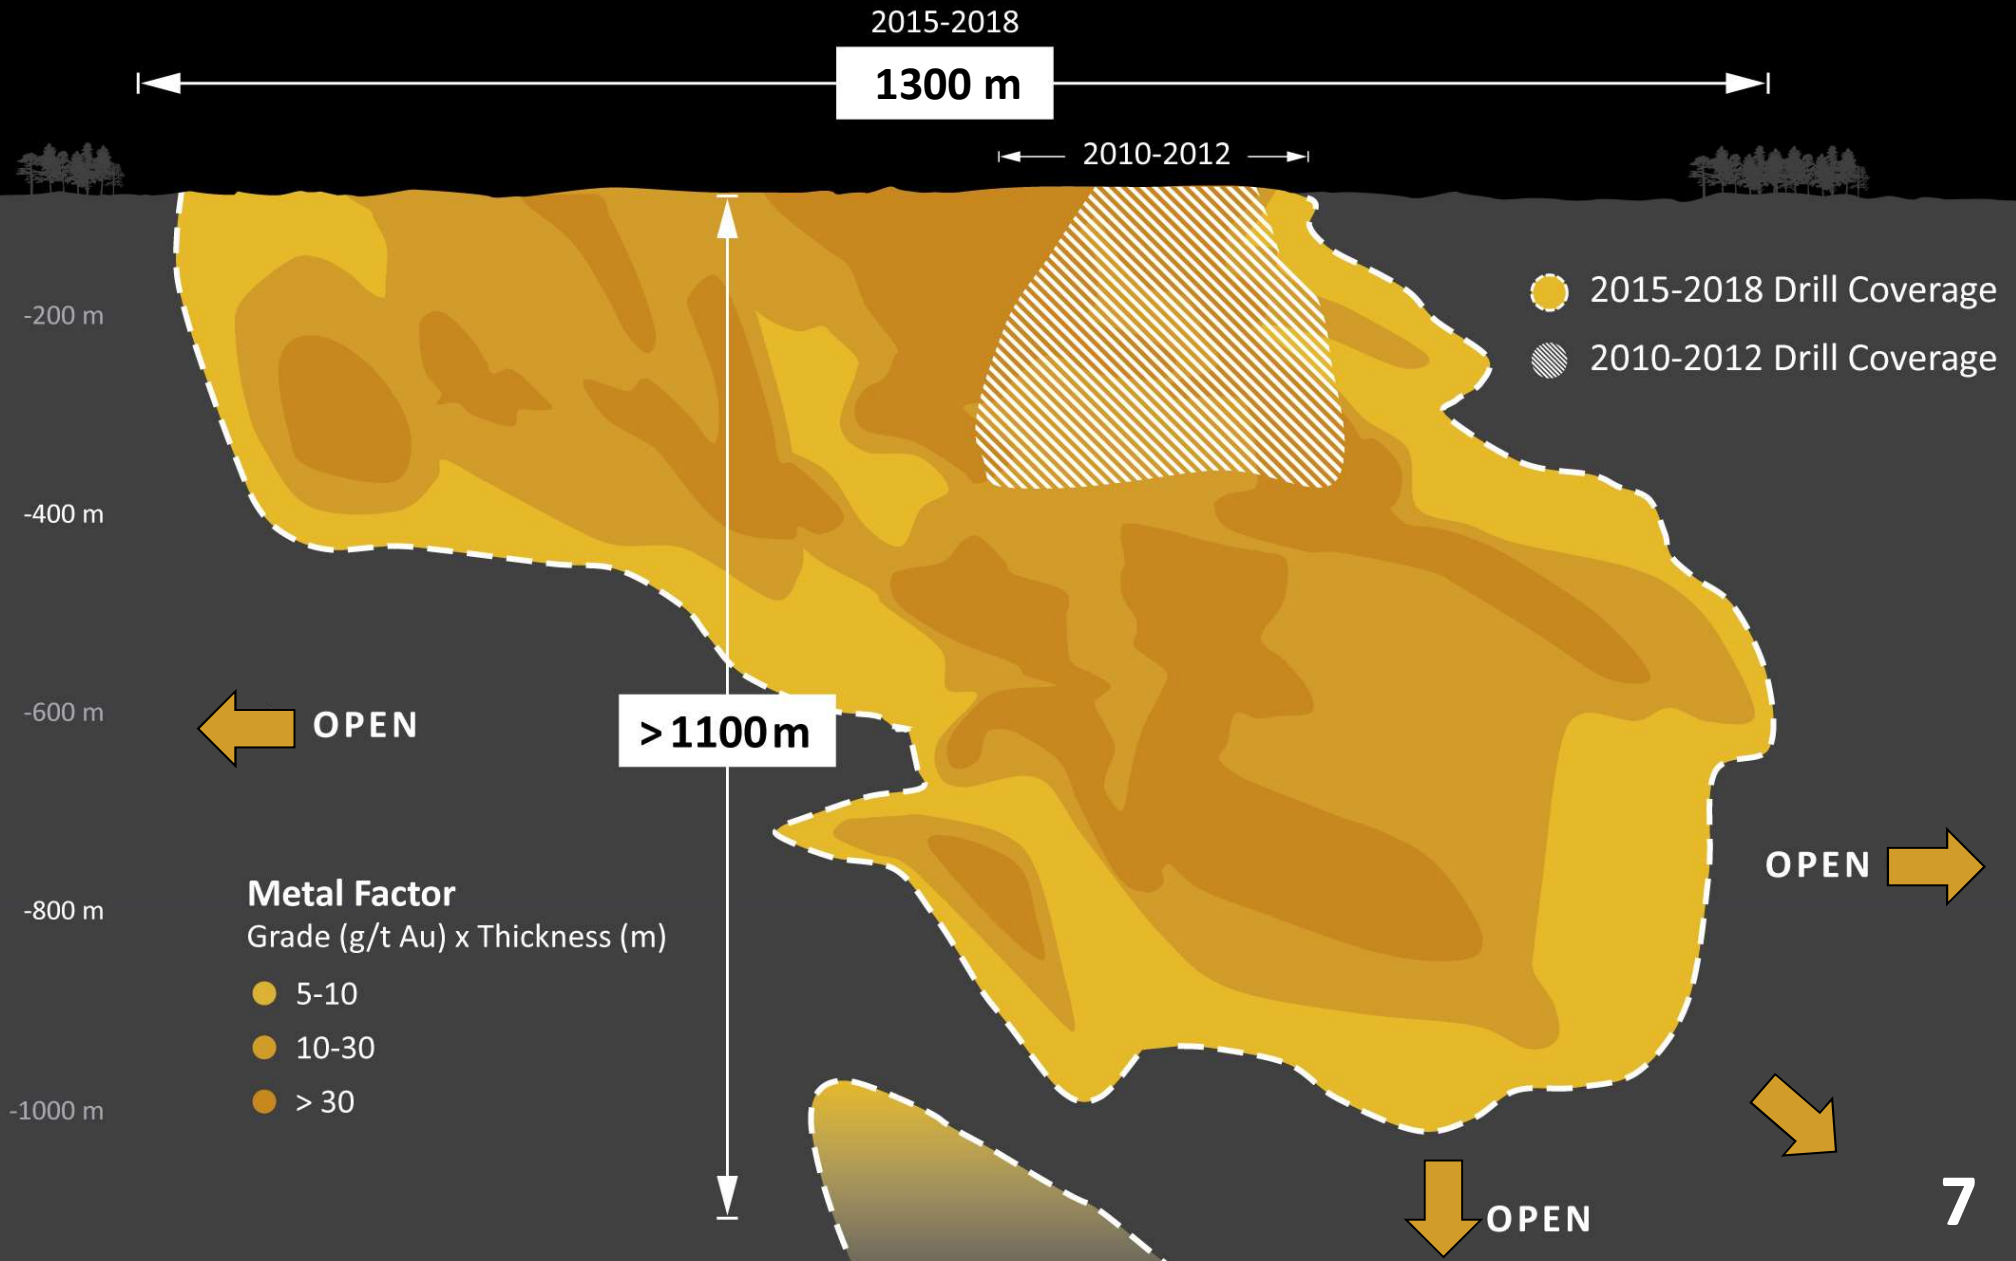 2015-2018
1300 m
2010-2012
2015-2018 Drill Coverage
2010-2012 Drill Coverage
-200 m
-400 m
-600 m
-800 m
-1000 m
OPEN
> 1100 m
OPEN
Metal Factor
Grade (g/t Au) x Thickness (m)
5-10
10-30
> 30
OPEN
7